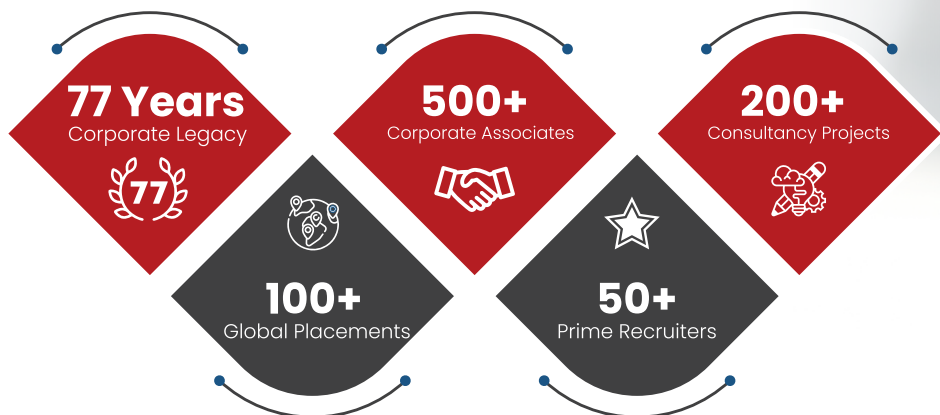 77 Years
Corporate Legacy
77
500+
Corporate Associates
200+
Consultancy Projects
100+
Global Placements
50+
Prime Recruiters